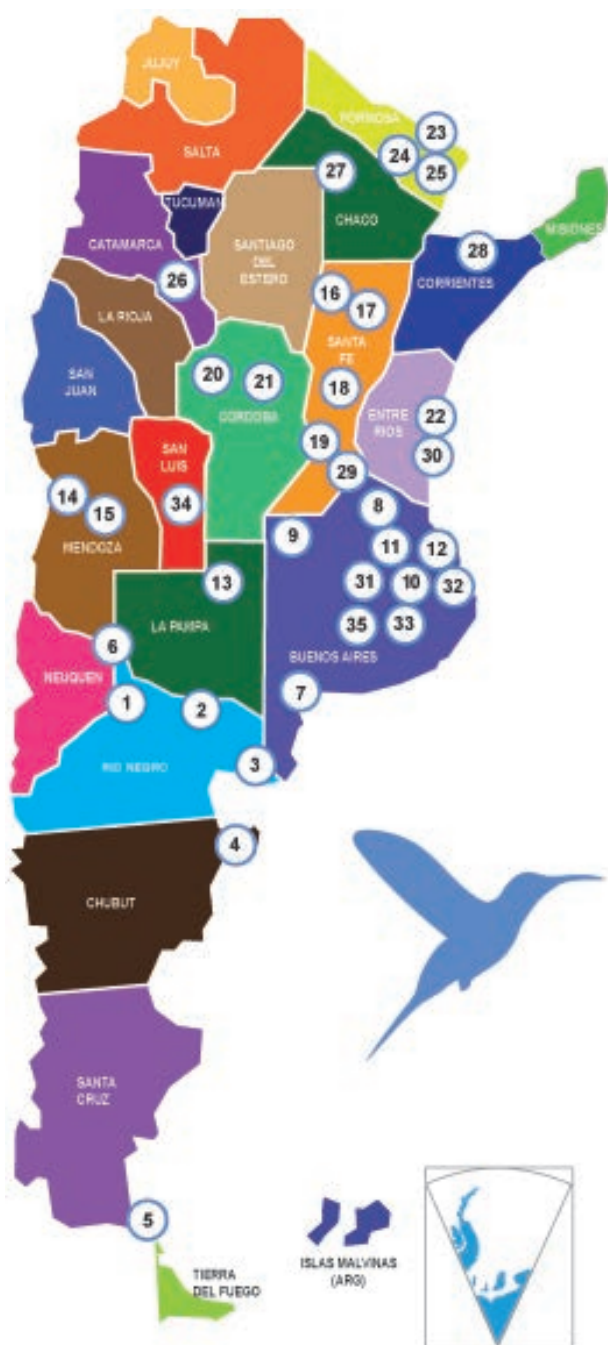 JUJUY
FORMOSA
23
24
25
SALTA
27
TUCUMAN
CHACO
MISIONES
CATAMARCA
SANTIAGO
DEL
ESTERO
28
CORRIENTES
26
16
17
LA RIOJA
SANTA
FE
SAN
JUAN
20
21
18
CORDOBA
ENTRE
RIOS
22
SAN
LUIS
19
30
29
14
15
34
8
MENDOZA
9
11
12
13
31
10
32
LA PAMPA
35
33
6
BUENOS AIRES
NEUQUEN
7
1
2
3
RIO NEGRO
4
CHUBUT
SANTA
CRUZ
5
ISLAS MALVINAS
(ARG)
TIERRA
DEL FUEGO